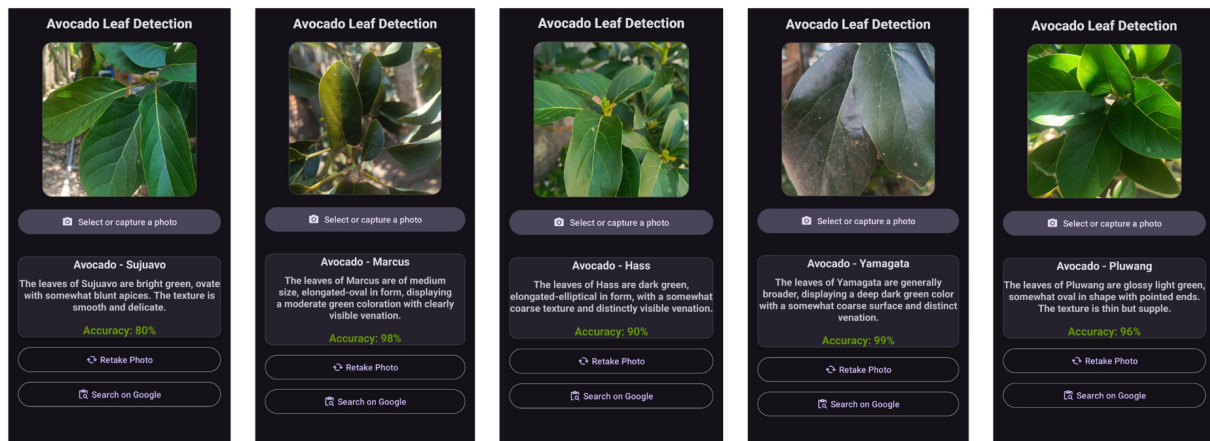 Avocado Leaf Detection
Select or capture a photo
Avocado - Sujuavo
The leaves of Sujuavo are bright green, ovate
with somewhat blunt apices. The texture is
smooth and delicate.
Accuracy: 80%
Retake Photo
Search on Google
Avocado Leaf Detection
Select or capture a photo
Avocado - Marcus
The leaves of Marcus are of medium
size, elongated-oval in form, displaying
a moderate green coloration with clearly
visible venation.
Accuracy: 98%
Retake Photo
Search on Google
Avocado Leaf Detection
Select or capture a photo
Avocado - Hass
The leaves of Hass are dark green,
elongated-elliptical in form, with a somewhat
coarse texture and distinctly visible venation.
Accuracy: 90%
Retake Photo
Search on Google
Avocado Leaf Detection
Select or capture a photo
Avocado - Yamagata
The leaves of Yamagata are generally
broader, displaying a deep dark green color
with a somewhat coarse surface and distinct
venation.
Accuracy: 99%
Retake Photo
Search on Google
Avocado Leaf Detection
Select or capture a photo
Avocado - Pluwang
The leaves of Pluwang are glossy light green,
somewhat oval in shape with pointed ends.
The texture is thin but supple.
Accuracy: 96%
Retake Photo
Search on Google